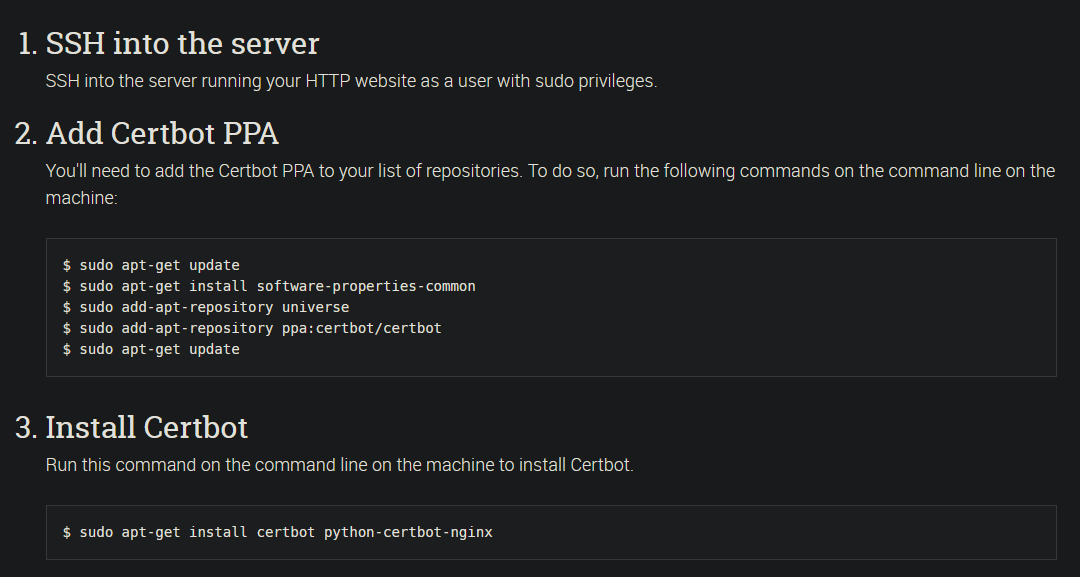 1. SSH into the server
SSH into the server running your HTTP website as a user with sudo privileges.
2. Add Certbot PPA
You'll need to add the Certbot PPA to your list of repositories. To do so, run the following commands on the command line on the
machine:
$ sudo apt-get update
$ sudo apt-get install software-properties-common
$ sudo add-apt-repository universe
$ sudo add-apt-repository ppa:certbot/certbot
$ sudo apt-get update
3. Install Certbot
Run this command on the command line on the machine to install Certbot.
$ sudo apt-get install certbot python-certbot-nginx